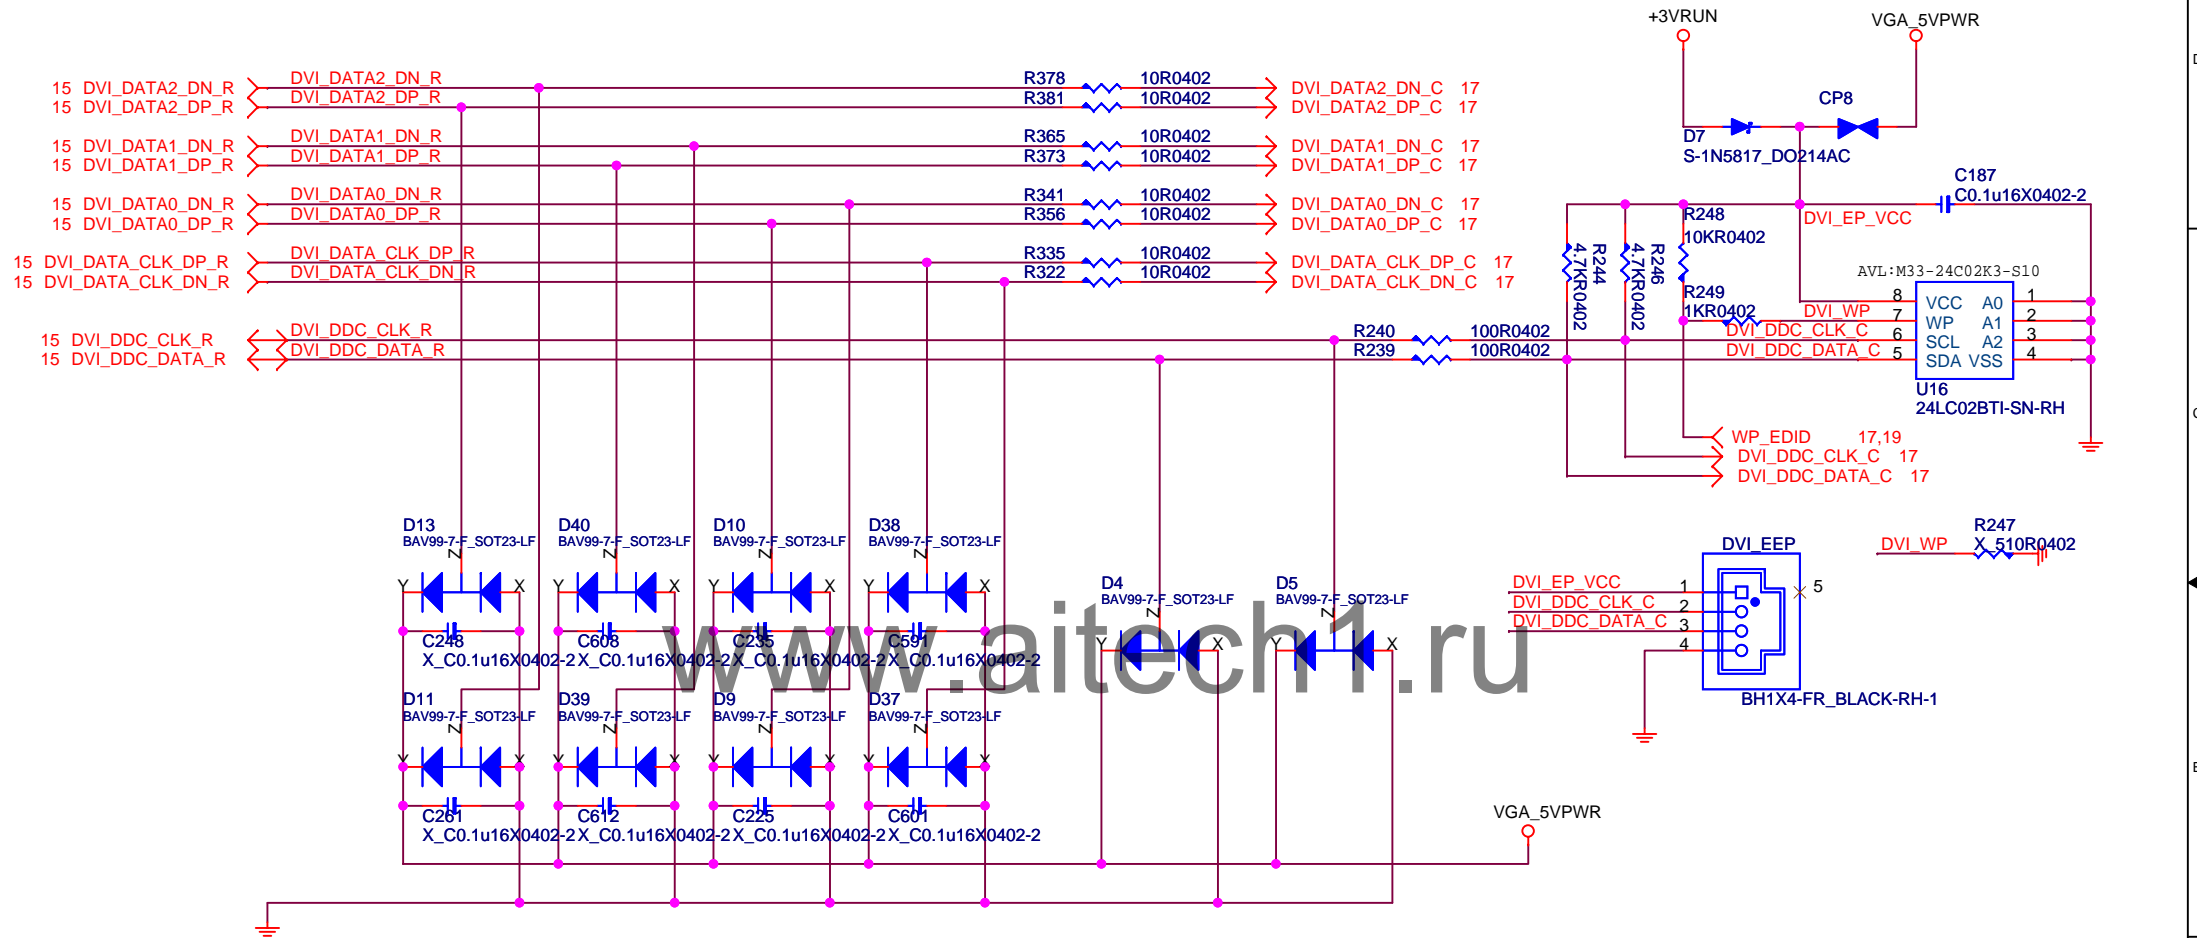 +3VRUN
VGA_5VPWR
15 DVI_DATA2_DN_R DVI_DATA2_DN_R R378 10R0402 DVI_DATA2_DN_C 17
15 DVI_DATA2_DP_R DVI_DATA2_DP_R R381 10R0402 DVI_DATA2_DP_C 17
15 DVI_DATA1_DN_R DVI_DATA1_DN_R R365 10R0402 DVI_DATA1_DN_C 17
15 DVI_DATA1_DP_R DVI_DATA1_DP_R R373 10R0402 DVI_DATA1_DP_C 17
15 DVI_DATA0_DN_R DVI_DATA0_DN_R R341 10R0402 DVI_DATA0_DN_C 17
15 DVI_DATA0_DP_R DVI_DATA0_DP_R R356 10R0402 DVI_DATA0_DP_C 17
15 DVI_DATA_CLK_DP_R DVI_DATA_CLK_DP_R R335 10R0402 DVI_DATA_CLK_DP_C 17
15 DVI_DATA_CLK_DN_R DVI_DATA_CLK_DN_R R322 10R0402 DVI_DATA_CLK_DN_C 17
15 DVI_DDC_CLK_R DVI_DDC_CLK_R R240 100R0402
15 DVI_DDC_DATA_R DVI_DDC_DATA_R R239 100R0402
CP8
D7
S-1N5817_DO214AC
C187
C0.1u16X0402-2
DVI_EP_VCC
R244
4.7KR0402
R246
4.7KR0402
R248
10KR0402
R249
1KR0402
AVL:M33-24C02K3-S10
8 VCC A0 1
DVI_WP 7 WP A1 2
DVI_DDC_CLK_C 6 SCL A2 3
DVI_DDC_DATA_C 5 SDA VSS 4
U16
24LC02BTI-SN-RH
WP_EDID 17,19
DVI_DDC_CLK_C 17
DVI_DDC_DATA_C 17
D13
BAV99-7-F_SOT23-LF
Z
Y X
C248
X_C0.1u16X0402-2
D40
BAV99-7-F_SOT23-LF
Z
Y X
C608
X_C0.1u16X0402-2
D10
BAV99-7-F_SOT23-LF
Z
Y X
C235
X_C0.1u16X0402-2
D38
BAV99-7-F_SOT23-LF
Z
Y X
C591
X_C0.1u16X0402-2
D4
BAV99-7-F_SOT23-LF
Z
Y X
D5
BAV99-7-F_SOT23-LF
Z
Y X
www.aitech1.ru
D11
BAV99-7-F_SOT23-LF
Z
Y X
C261
X_C0.1u16X0402-2
D39
BAV99-7-F_SOT23-LF
Z
Y X
C612
X_C0.1u16X0402-2
D9
BAV99-7-F_SOT23-LF
Z
Y X
C225
X_C0.1u16X0402-2
D37
BAV99-7-F_SOT23-LF
Z
Y X
C601
X_C0.1u16X0402-2
DVI_EEP
DVI_EP_VCC 1 5
DVI_DDC_CLK_C 2
DVI_DDC_DATA_C 3
4
BH1X4-FR_BLACK-RH-1
R247
DVI_WP X_510R0402
VGA_5VPWR